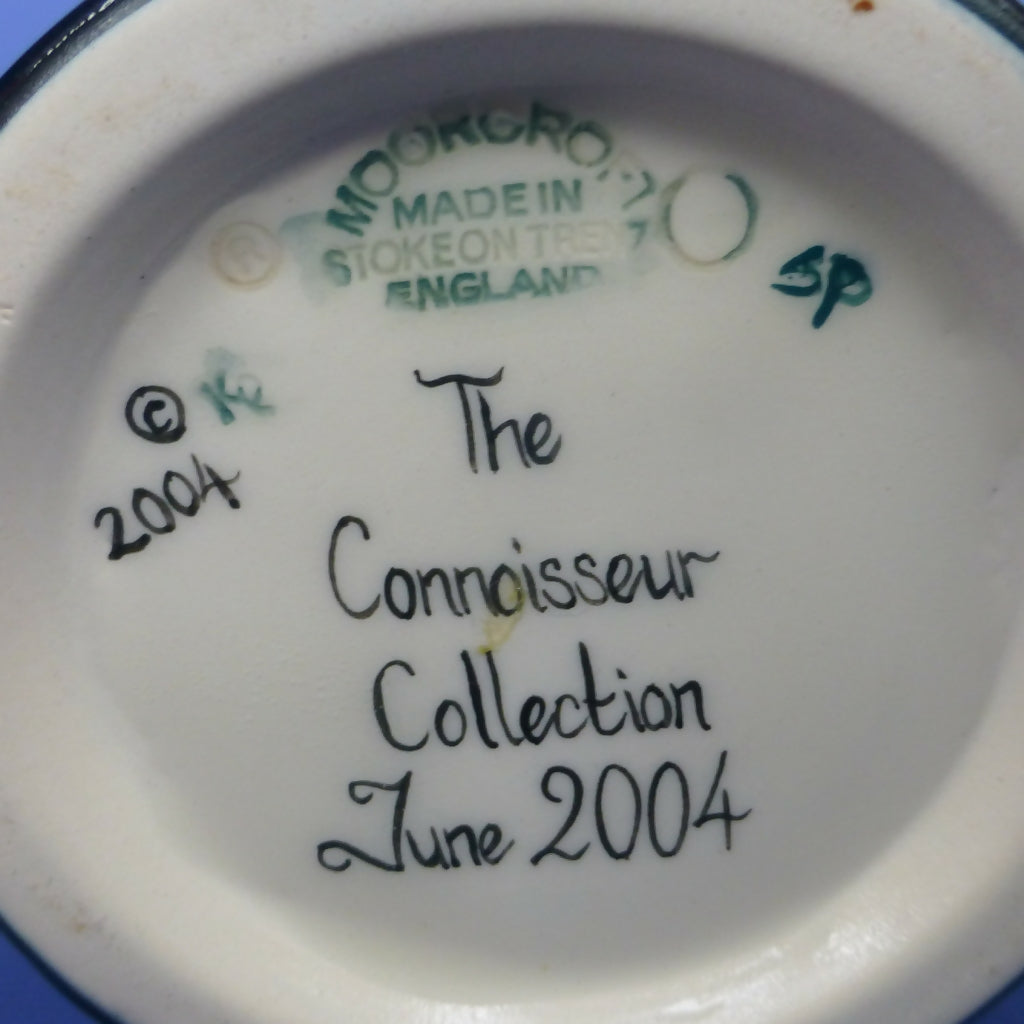 MOORCROFT
MADE IN
STOKE ON TRENT
ENGLAND
®
SP
©
2004
The
Connoisseur
Collection
June 2004